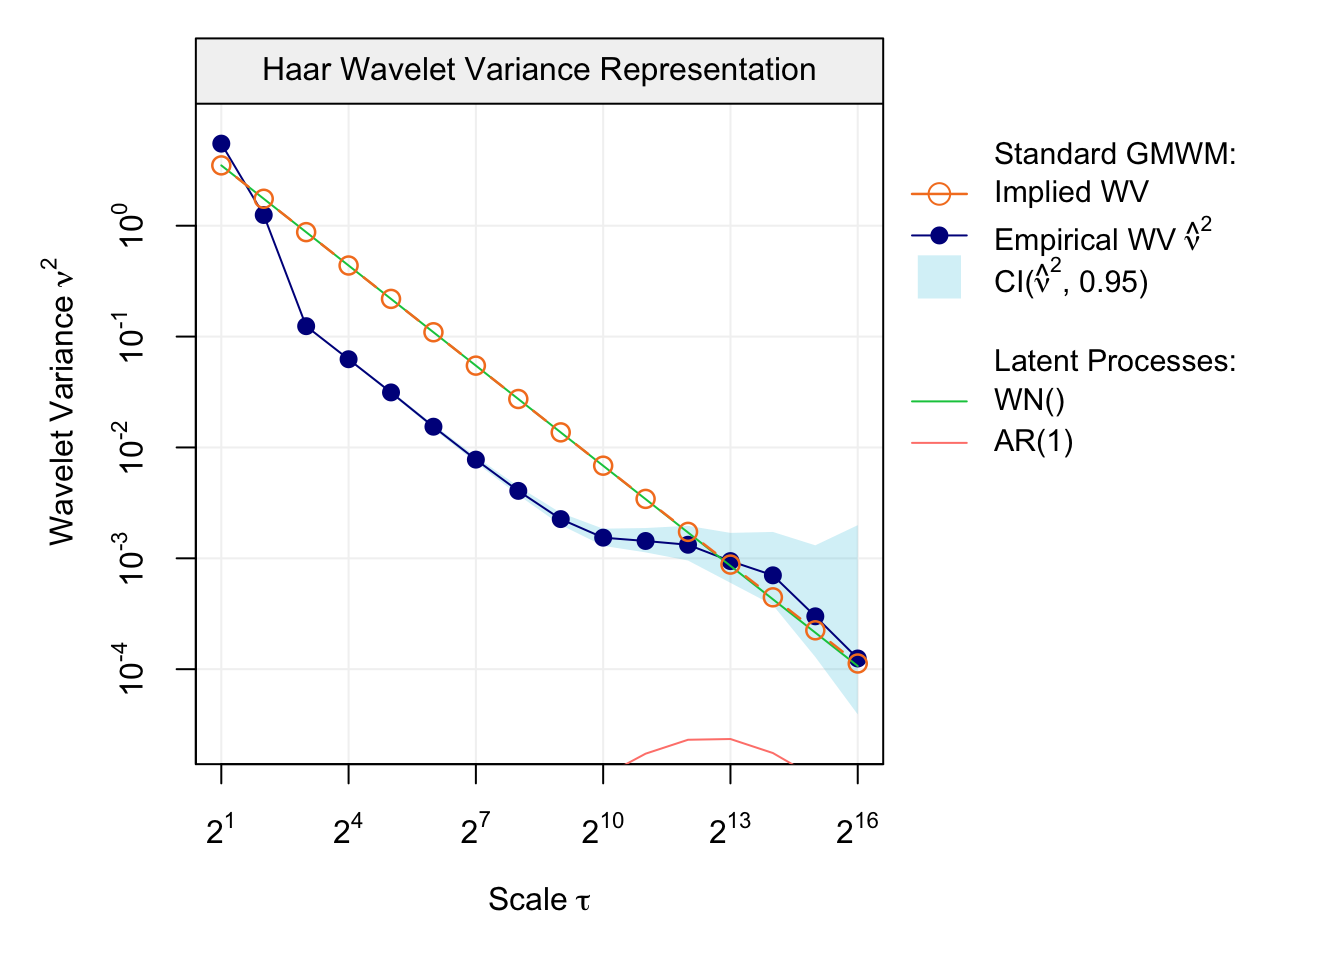 Haar Wavelet Variance Representation
Wavelet Variance ν²
10⁰
10⁻¹
10⁻²
10⁻³
10⁻⁴
2¹ 2⁴ 2⁷ 2¹⁰ 2¹³ 2¹⁶
Scale τ
Standard GMWM:
Implied WV
Empirical WV ν̂²
CI(ν̂², 0.95)
Latent Processes:
WN()
AR(1)